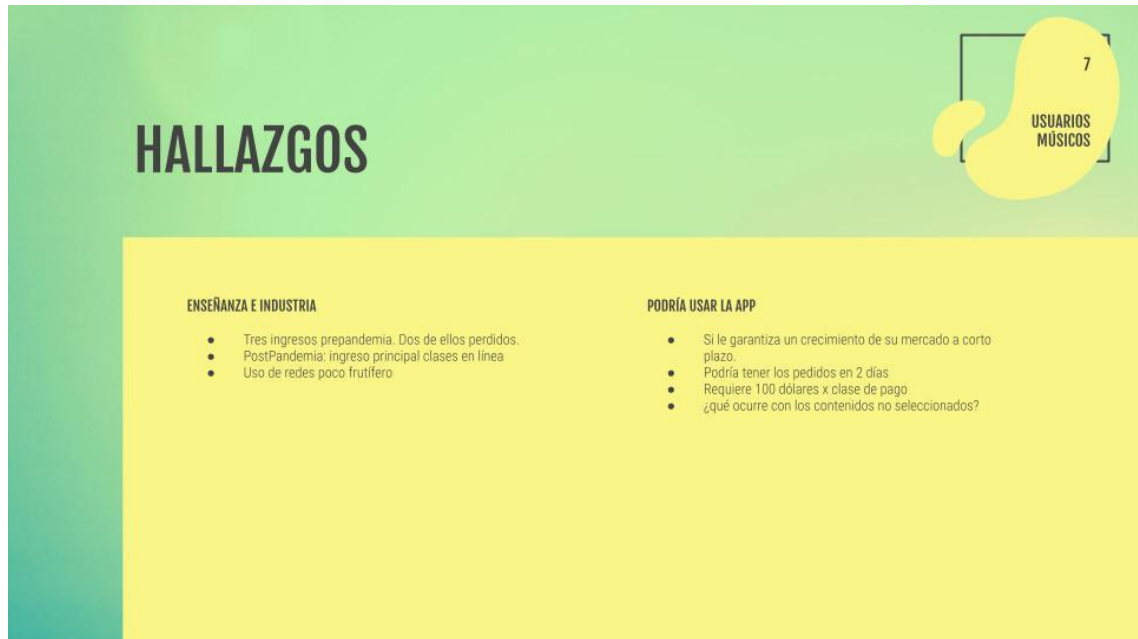 HALLAZGOS
7
USUARIOS
MÚSICOS
ENSEÑANZA E INDUSTRIA
● Tres ingresos prepandemia. Dos de ellos perdidos.
● PostPandemia: ingreso principal clases en línea
● Uso de redes poco frutífero
PODRÍA USAR LA APP
● Si le garantiza un crecimiento de su mercado a corto
plazo.
● Podría tener los pedidos en 2 días
● Requiere 100 dólares x clase de pago
● ¿qué ocurre con los contenidos no seleccionados?